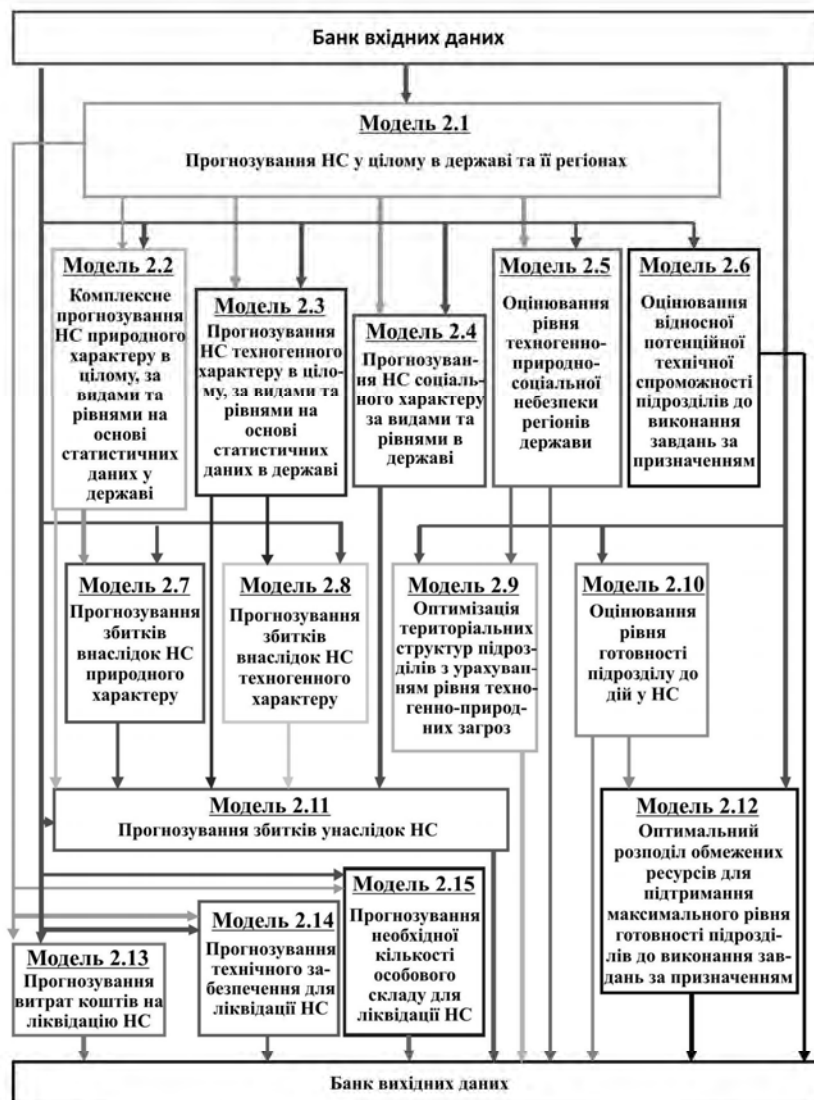 Банк вхідних даних
Модель 2.1
Прогнозування НС у цілому в державі та її регіонах
Модель 2.2
Комплексне
прогнозування
НС природного
характеру в
цілому, за
видами та
рівнями на
основі
статистичних
даних у
державі
Модель 2.3
Прогнозування
НС техногенного
характеру в ціло-
му, за видами та
рівнями на
основі
статистичних
даних в державі
Модель 2.4
Прогнозуван-
ня НС соціаль-
ного характеру
за видами та
рівнями в
державі
Модель 2.5
Оцінювання
рівня
техногенно-
природно-
соціальної
небезпеки
регіонів
держави
Модель 2.6
Оцінювання
відносної
потенційної
технічної
спроможності
підрозділів до
виконання
завдань за
призначенням
Модель 2.7
Прогнозування
збитків
внаслідок НС
природного
характеру
Модель 2.8
Прогнозування
збитків
внаслідок НС
техногенного
характеру
Модель 2.9
Оптимізація
територіальних
структур підроз-
ділів з урахуван-
ням рівня техно-
генно-природ-
них загроз
Модель 2.10
Оцінювання
рівня
готовності
підрозділу до
дій у НС
Модель 2.11
Прогнозування збитків унаслідок НС
Модель 2.12
Оптимальний
розподіл обмежених
ресурсів для
підтримання
максимального рівня
готовності підрозді-
лів до виконання зав-
дань за призначенням
Модель 2.13
Прогнозування
витрат коштів на
ліквідацію НС
Модель 2.14
Прогнозування
технічного за-
безпечення для
ліквідації НС
Модель 2.15
Прогнозування
необхідної
кількості
особового
складу для
ліквідації НС
Банк вихідних даних